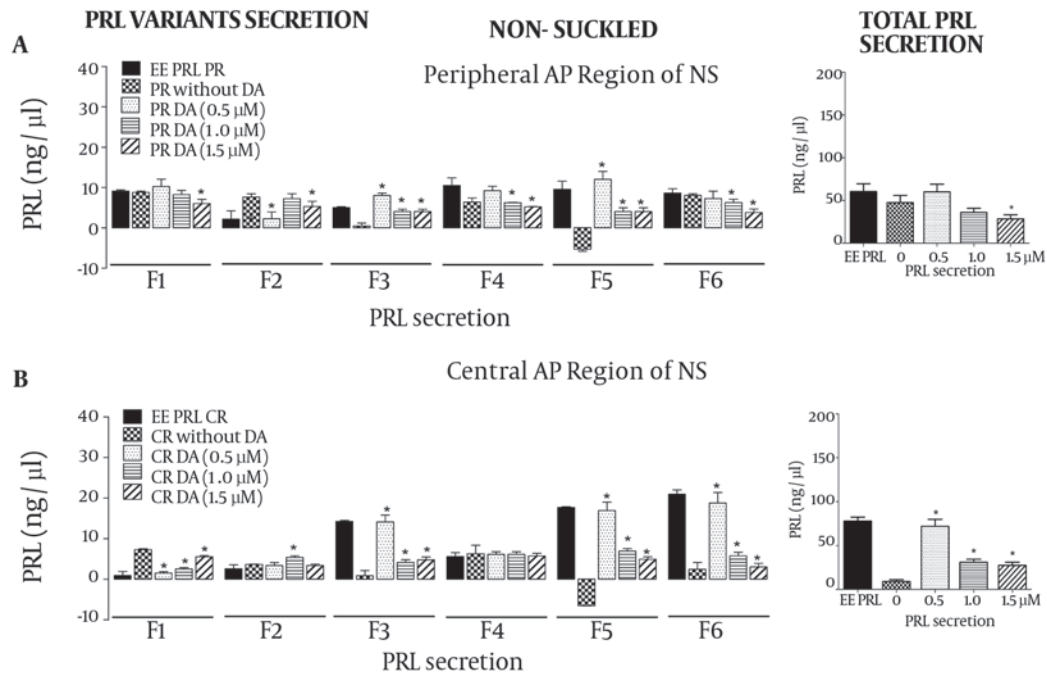 PRL VARIANTS SECRETION
NON- SUCKLED
TOTAL PRL
SECRETION
A
EE PRL PR
PR without DA
PR DA (0.5 µM)
PR DA (1.0 µM)
PR DA (1.5 µM)
Peripheral AP Region of NS
PRL (ng/ µl)
40
30
20
10
0
-10
* * * * * * * * * * * * *
F1 F2 F3 F4 F5 F6
PRL secretion
PRL (ng/ µl)
200
150
100
50
0
*
EE PRL 0 0.5 1.0 1.5 µM
PRL secretion
B
Central AP Region of NS
EE PRL CR
CR without DA
CR DA (0.5 µM)
CR DA (1.0 µM)
CR DA (1.5 µM)
PRL (ng/ µl)
40
30
20
10
0
-10
* * * * * * * * * * * * *
F1 F2 F3 F4 F5 F6
PRL secretion
PRL (ng/ µl)
200
150
100
50
0
* * *
EE PRL 0 0.5 1.0 1.5 µM
PRL secretion